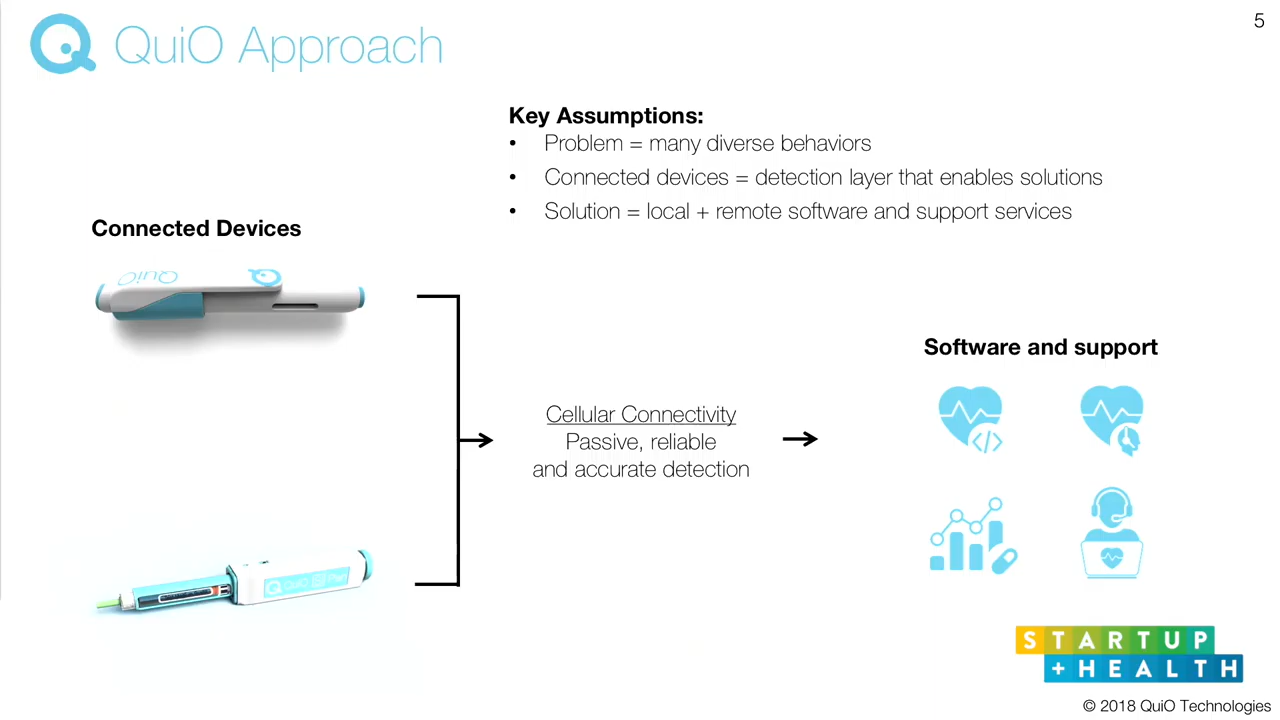 QuiO Approach
5
Key Assumptions:
• Problem = many diverse behaviors
• Connected devices = detection layer that enables solutions
• Solution = local + remote software and support services
Connected Devices
QuiO
Software and support
Cellular Connectivity
Passive, reliable
and accurate detection
</>
QuiO
STARTUP
+HEALTH
© 2018 QuiO Technologies